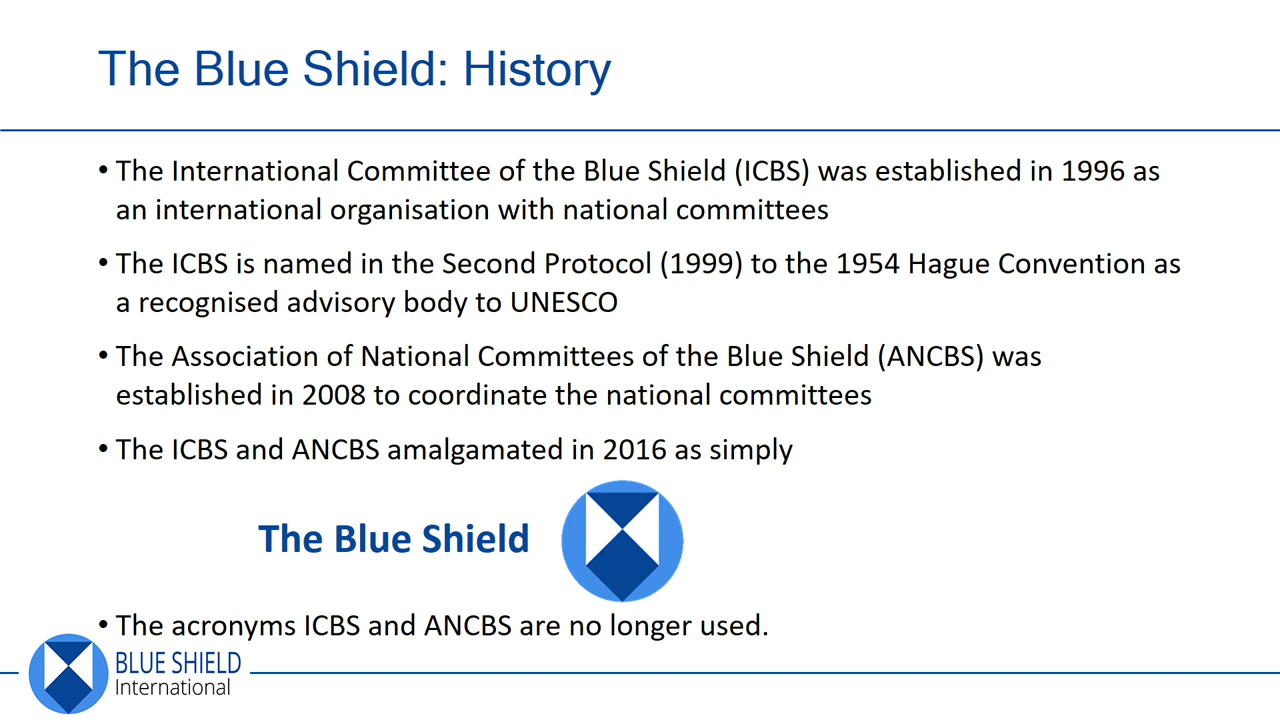 The Blue Shield: History
• The International Committee of the Blue Shield (ICBS) was established in 1996 as
an international organisation with national committees
• The ICBS is named in the Second Protocol (1999) to the 1954 Hague Convention as
a recognised advisory body to UNESCO
• The Association of National Committees of the Blue Shield (ANCBS) was
established in 2008 to coordinate the national committees
• The ICBS and ANCBS amalgamated in 2016 as simply
The Blue Shield
• The acronyms ICBS and ANCBS are no longer used.
BLUE SHIELD
International